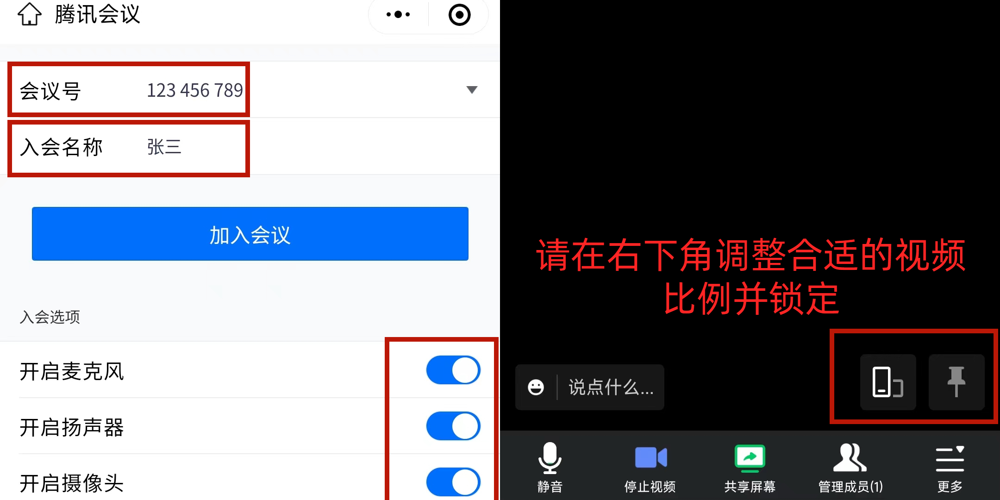 腾讯会议
会议号 123 456 789
入会名称 张三
加入会议
入会选项
开启麦克风
开启扬声器
开启摄像头
请在右下角调整合适的视频
比例并锁定
说点什么...
静音 停止视频 共享屏幕 管理成员(1) 更多